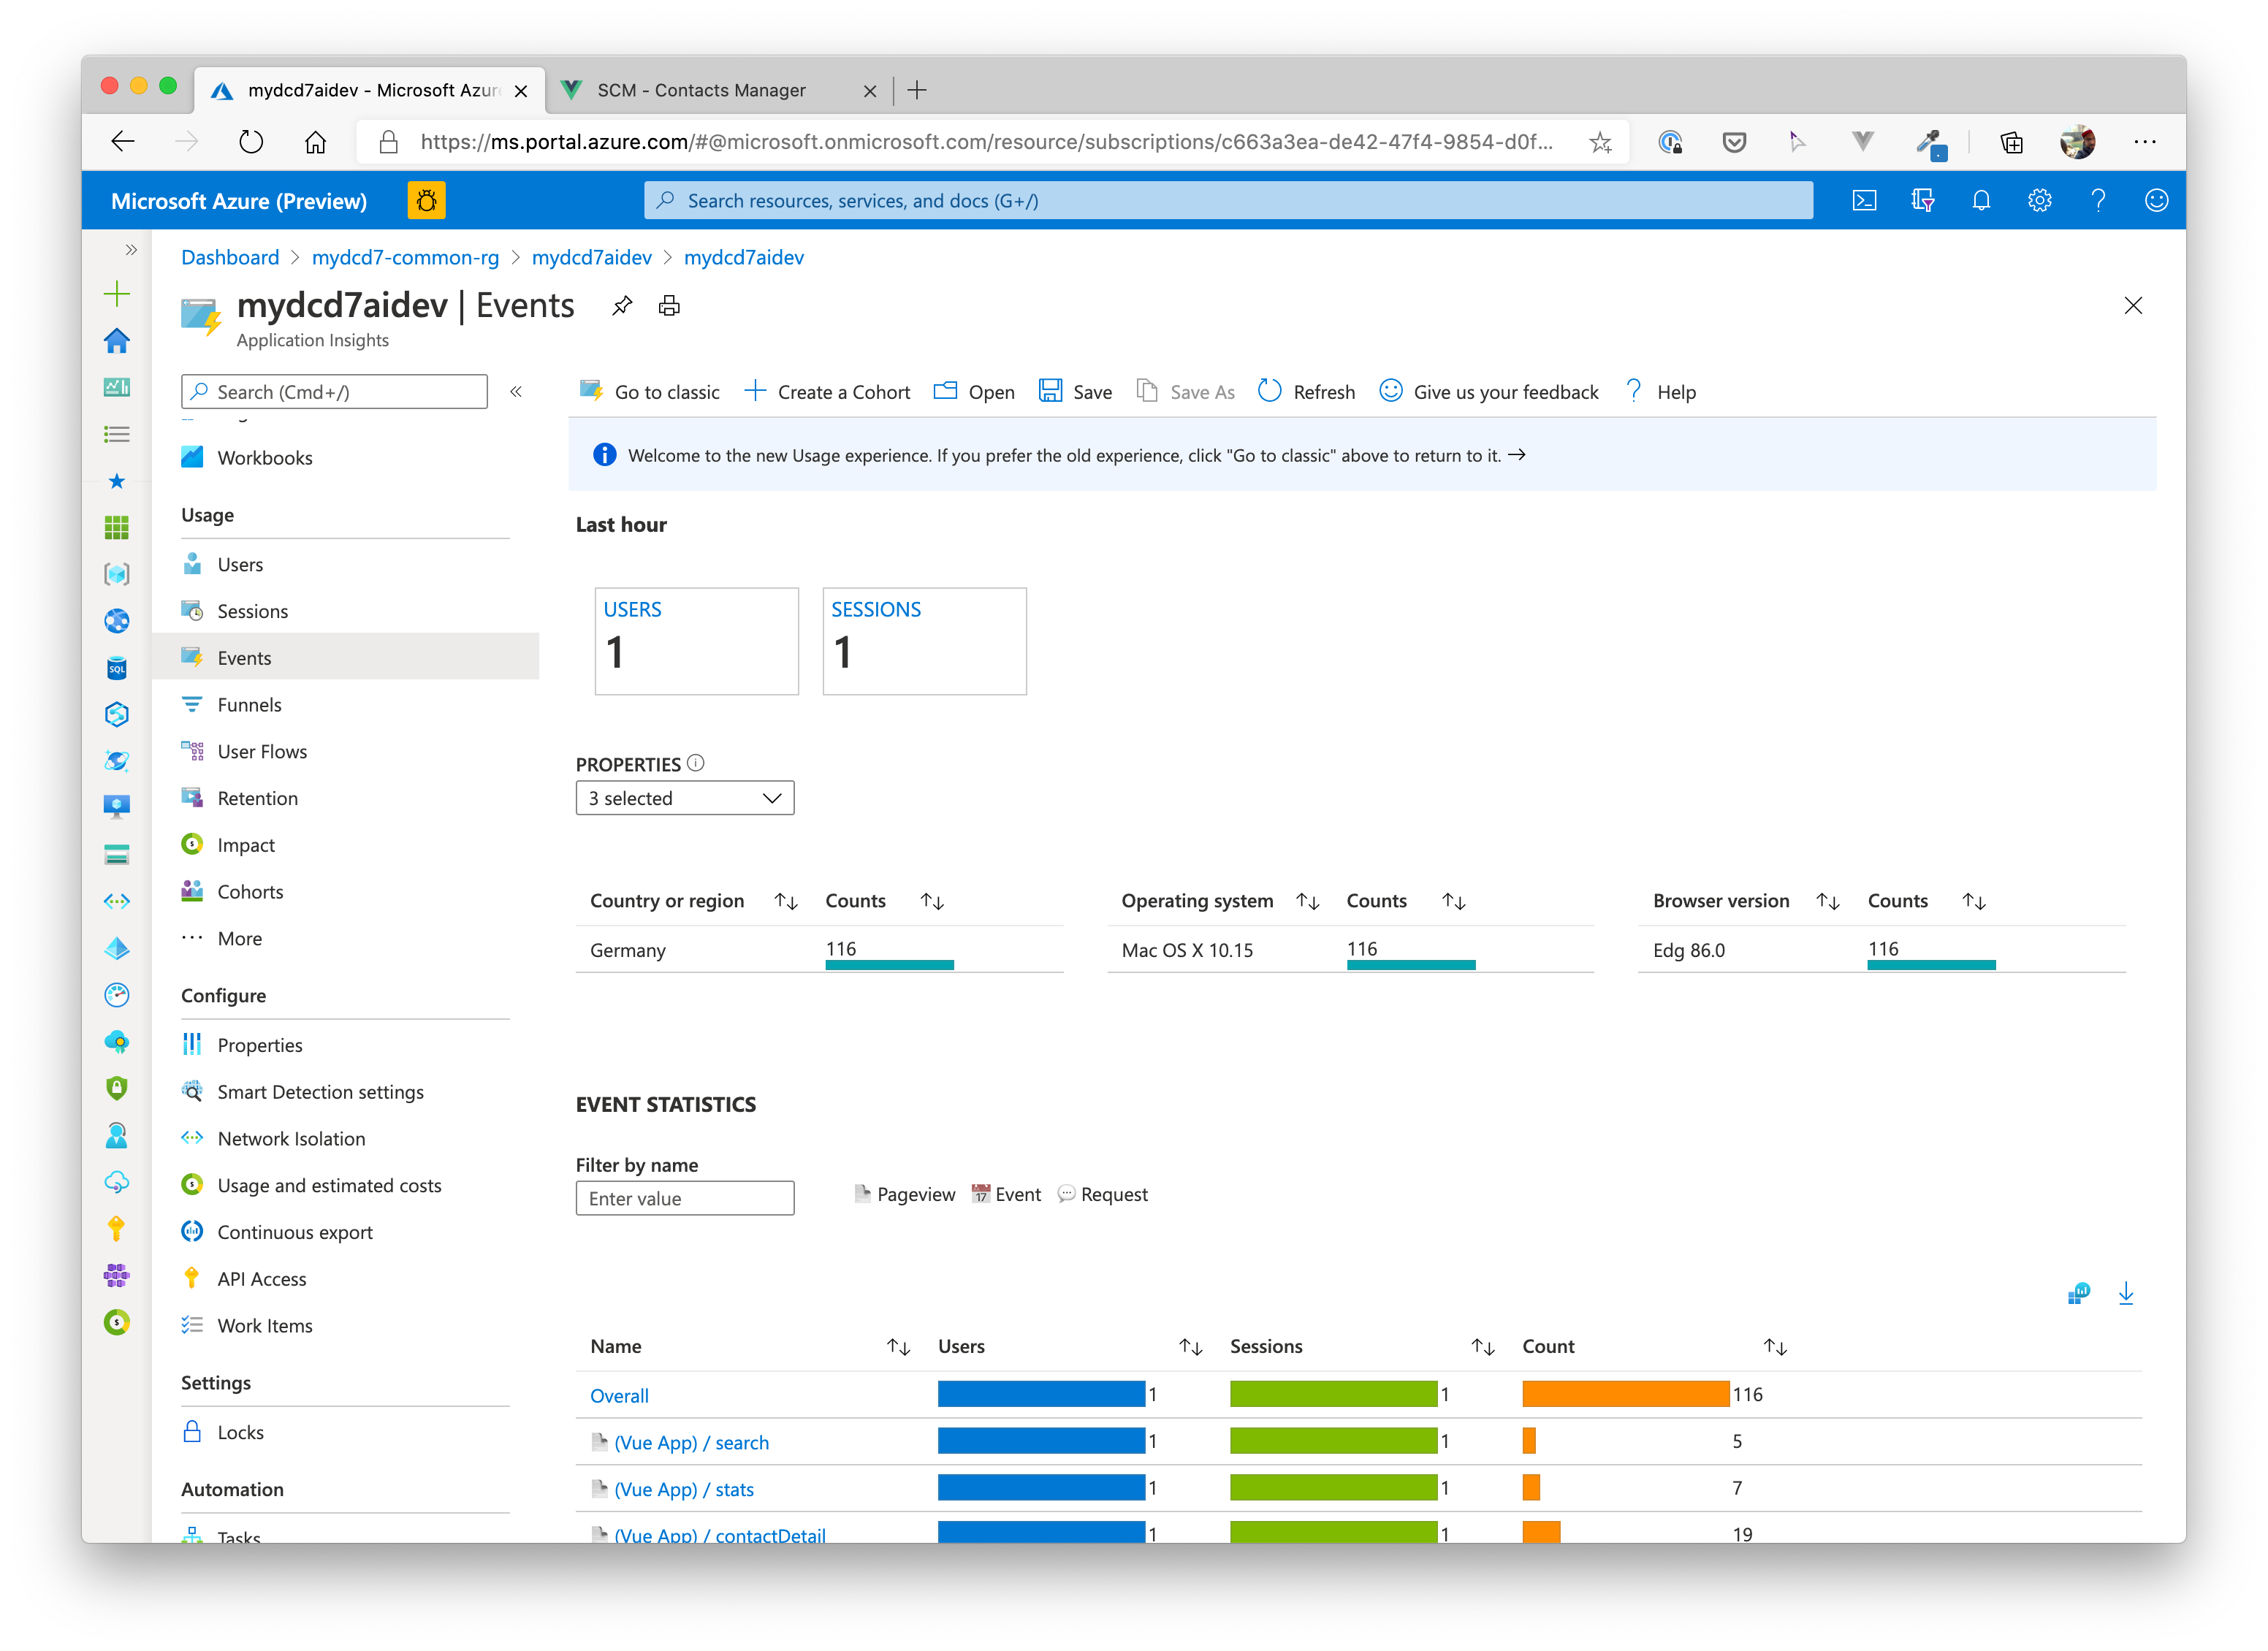 mydcd7aidev - Microsoft Azur
SCM - Contacts Manager
https://ms.portal.azure.com/#@microsoft.onmicrosoft.com/resource/subscriptions/c663a3ea-de42-47f4-9854-d0f...
Microsoft Azure (Preview)
Search resources, services, and docs (G+/)
Dashboard > mydcd7-common-rg > mydcd7aidev > mydcd7aidev
mydcd7aidev | Events
Application Insights
Search (Cmd+/)
Go to classic
Create a Cohort
Open
Save
Save As
Refresh
Give us your feedback
Help
Workbooks
Usage
Users
Sessions
Events
Funnels
User Flows
Retention
Impact
Cohorts
More
Configure
Properties
Smart Detection settings
Network Isolation
Usage and estimated costs
Continuous export
API Access
Work Items
Settings
Locks
Automation
Tasks
Welcome to the new Usage experience. If you prefer the old experience, click "Go to classic" above to return to it. →
Last hour
USERS
1
SESSIONS
1
PROPERTIES
3 selected
Country or region Counts
Germany 116
Operating system Counts
Mac OS X 10.15 116
Browser version Counts
Edg 86.0 116
EVENT STATISTICS
Filter by name
Enter value
Pageview Event Request
Name Users Sessions Count
Overall 1 1 116
(Vue App) / search 1 1 5
(Vue App) / stats 1 1 7
(Vue App) / contactDetail 1 1 19